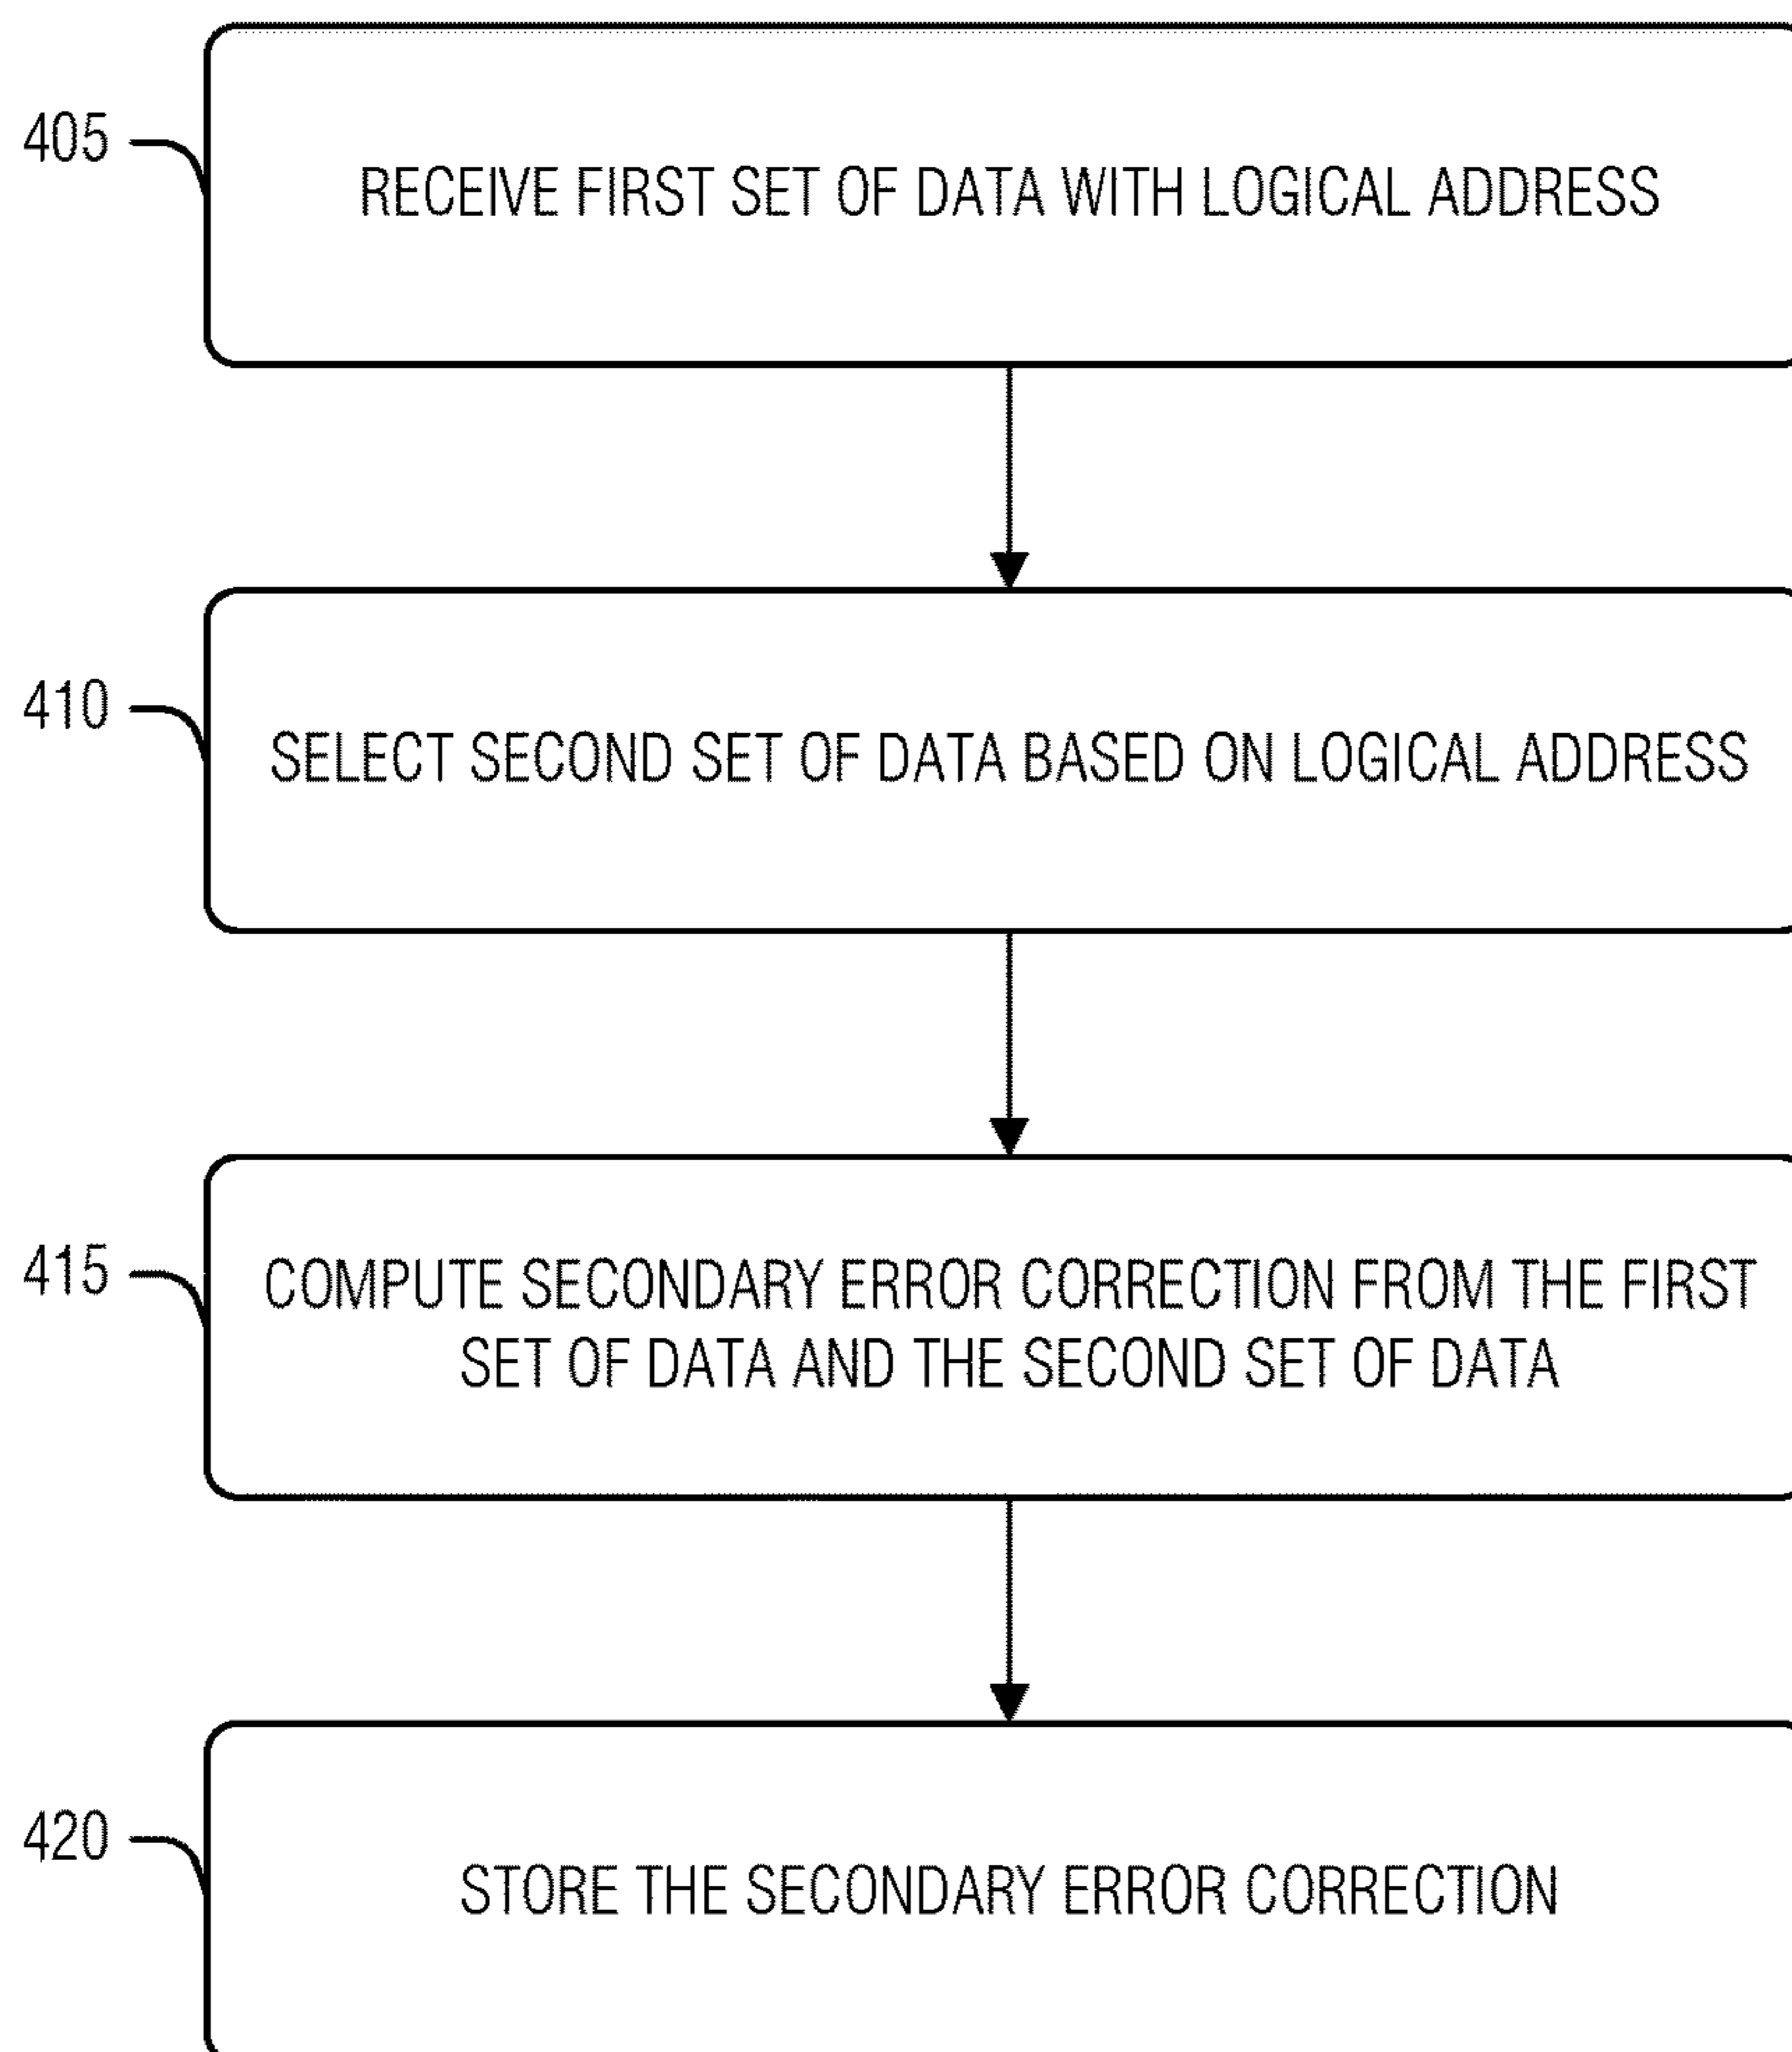 405
RECEIVE FIRST SET OF DATA WITH LOGICAL ADDRESS
410
SELECT SECOND SET OF DATA BASED ON LOGICAL ADDRESS
415
COMPUTE SECONDARY ERROR CORRECTION FROM THE FIRST
SET OF DATA AND THE SECOND SET OF DATA
420
STORE THE SECONDARY ERROR CORRECTION